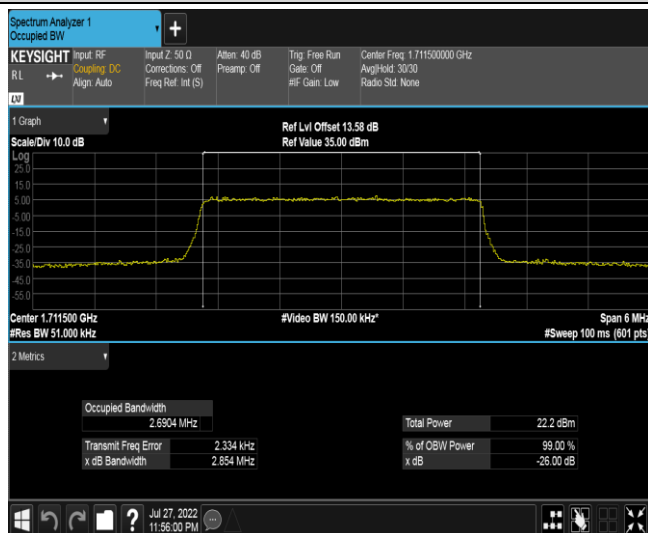 Spectrum Analyzer 1
Occupied BW
+
KEYSIGHT Input: RF Input Z: 50 Ω Atten: 40 dB Trig: Free Run Center Freq: 1.711500000 GHz
RL Coupling: DC Corrections: Off Preamp: Off Gate: Off Avg|Hold: 30/30
Align: Auto Freq Ref: Int (S) #IF Gain: Low Radio Std: None
LXI
1 Graph
Ref Lvl Offset 13.58 dB
Scale/Div 10.0 dB Ref Value 35.00 dBm
Log
25.0
15.0
5.00
-5.00
-15.0
-25.0
-35.0
-45.0
-55.0
Center 1.711500 GHz #Video BW 150.00 kHz* Span 6 MHz
#Res BW 51.000 kHz #Sweep 100 ms (601 pts)
2 Metrics
Occupied Bandwidth
2.6904 MHz Total Power 22.2 dBm
Transmit Freq Error 2.334 kHz % of OBW Power 99.00 %
x dB Bandwidth 2.854 MHz x dB -26.00 dB
? Jul 27, 2022
11:56:00 PM